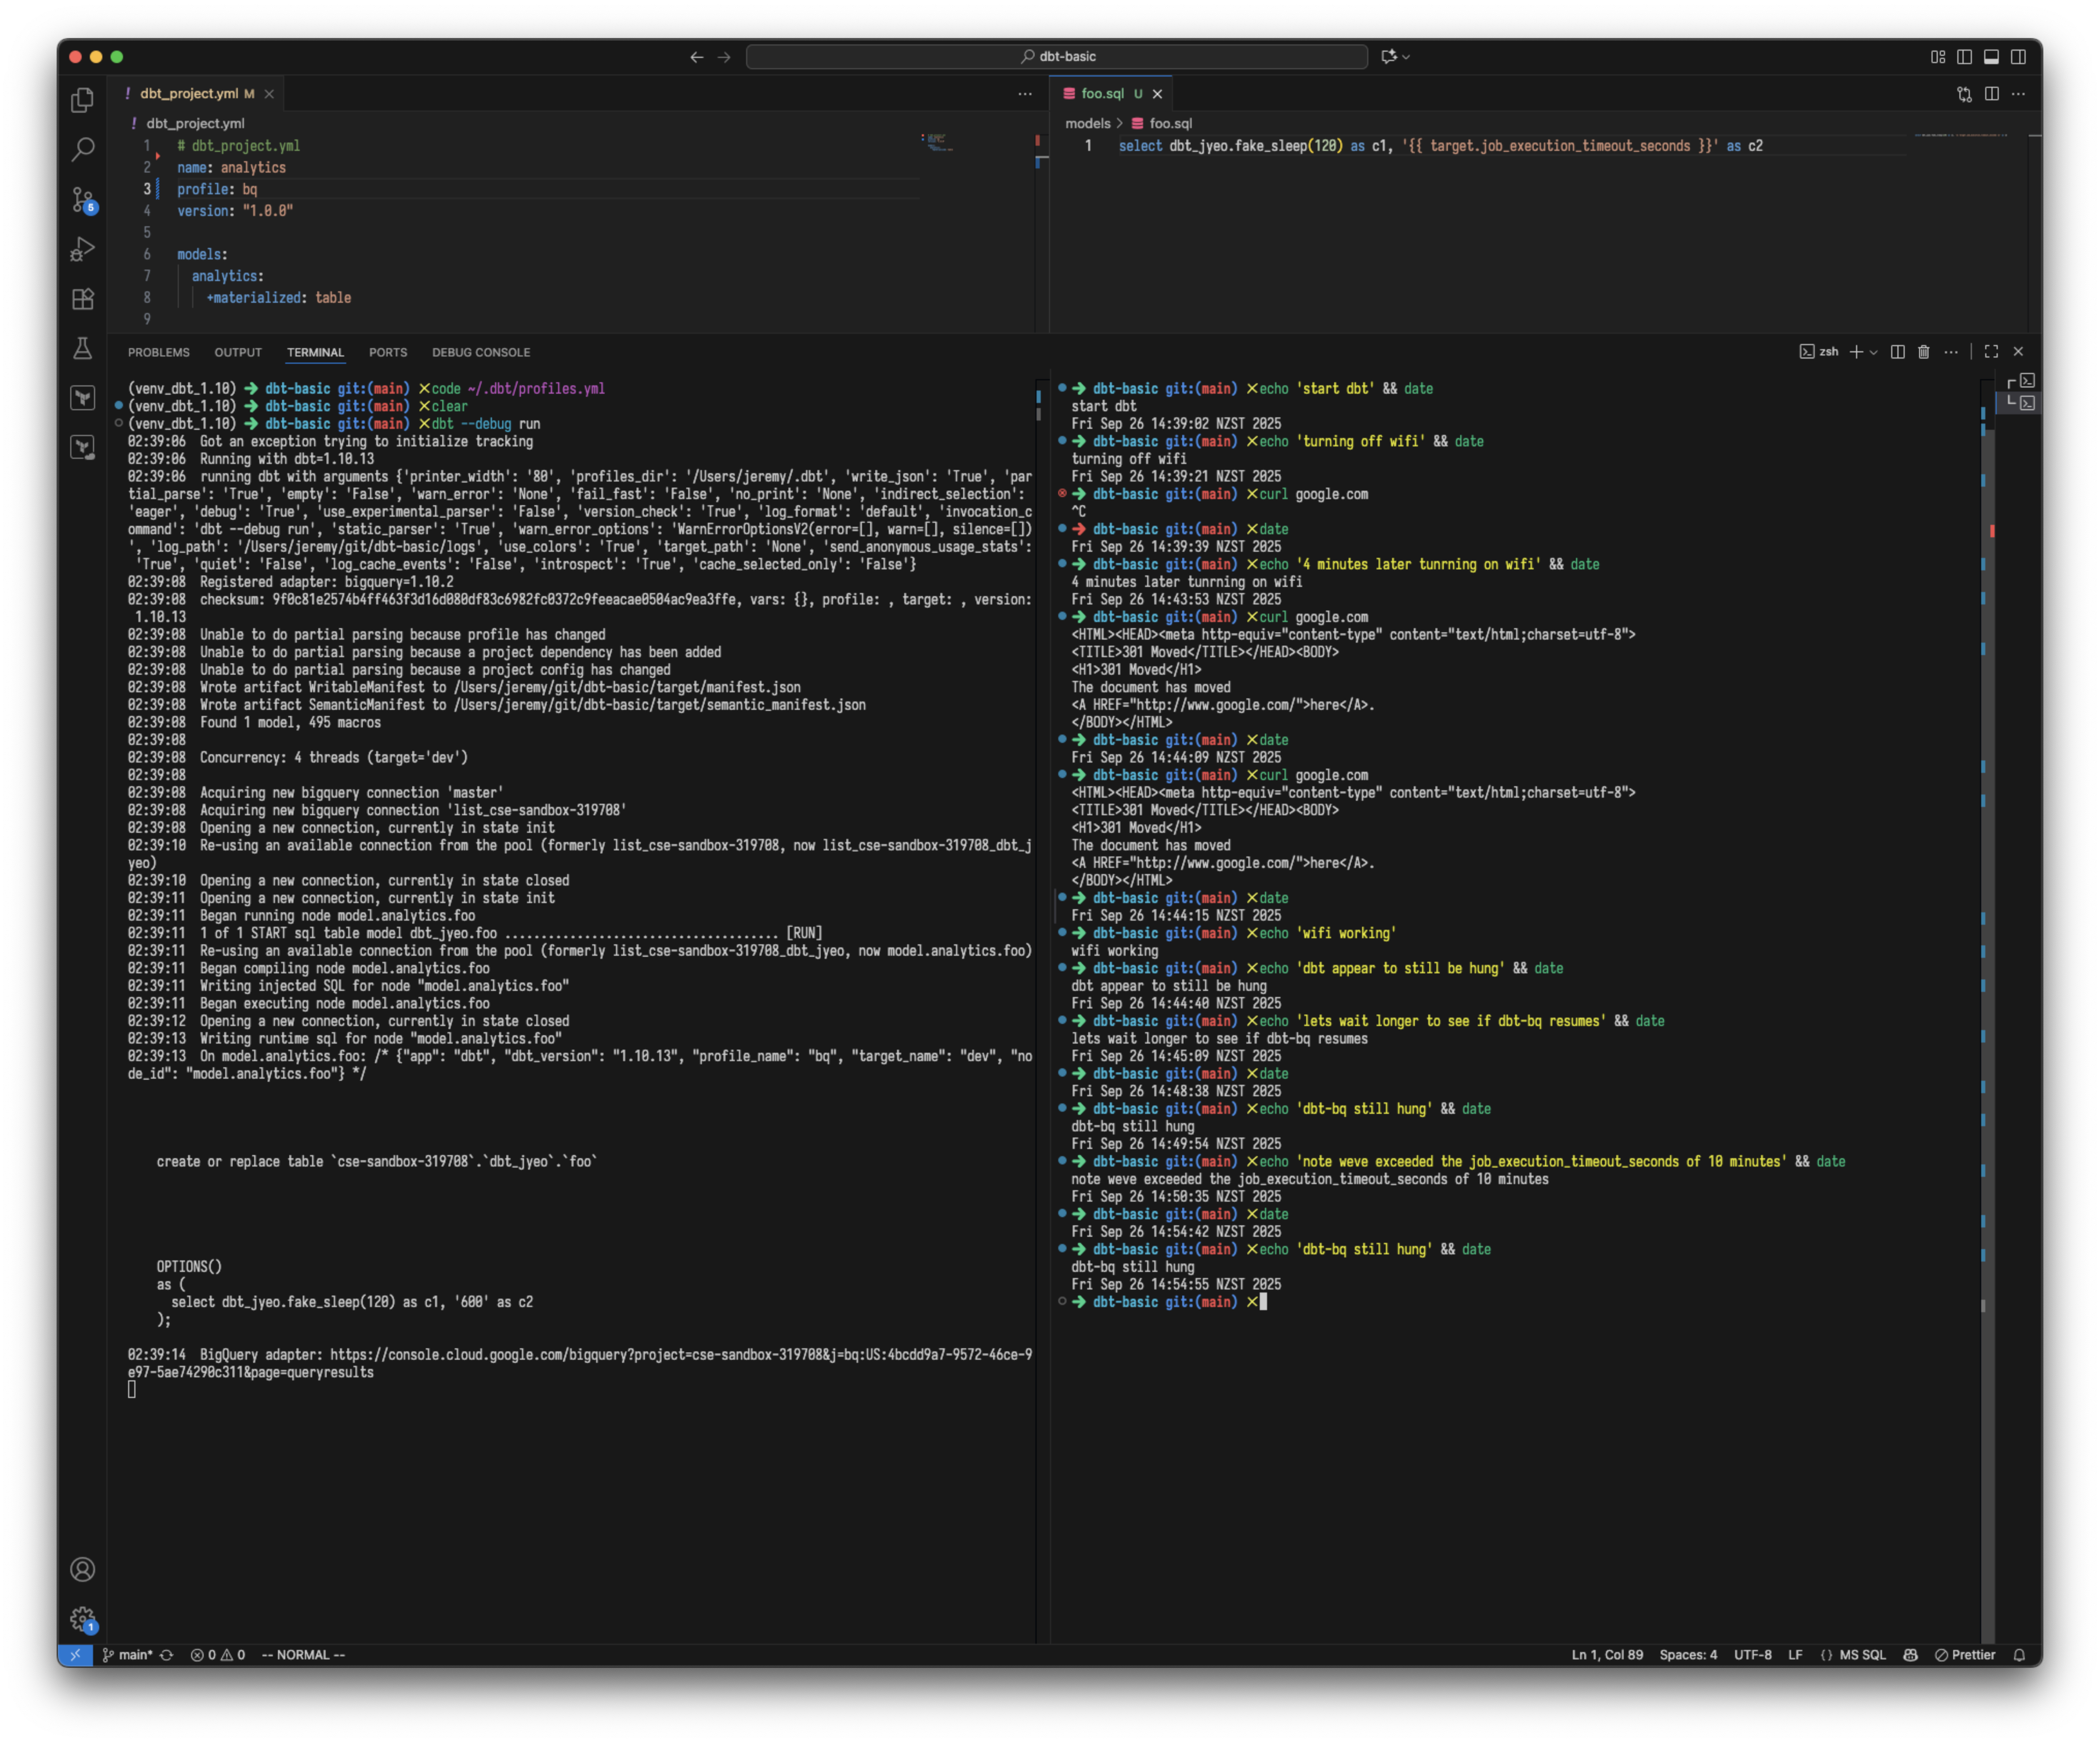 dbt-basic
dbt_project.yml M
dbt_project.yml
1 # dbt_project.yml
2 name: analytics
3 profile: bq
4 version: "1.0.0"
5
6 models:
7 analytics:
8 +materialized: table
9
foo.sql U
models > foo.sql
1 select dbt_jyeo.fake_sleep(120) as c1, '{{ target.job_execution_timeout_seconds }}' as c2
PROBLEMS OUTPUT TERMINAL PORTS DEBUG CONSOLE
zsh
(venv_dbt_1.10) ➜ dbt-basic git:(main) ✗code ~/.dbt/profiles.yml
(venv_dbt_1.10) ➜ dbt-basic git:(main) ✗clear
(venv_dbt_1.10) ➜ dbt-basic git:(main) ✗dbt --debug run
02:39:06 Got an exception trying to initialize tracking
02:39:06 Running with dbt=1.10.13
02:39:06 running dbt with arguments {'printer_width': '80', 'profiles_dir': '/Users/jeremy/.dbt', 'write_json': 'True', 'par
tial_parse': 'True', 'empty': 'False', 'warn_error': 'None', 'fail_fast': 'False', 'no_print': 'None', 'indirect_selection':
'eager', 'debug': 'True', 'use_experimental_parser': 'False', 'version_check': 'True', 'log_format': 'default', 'invocation_c
ommand': 'dbt --debug run', 'static_parser': 'True', 'warn_error_options': 'WarnErrorOptionsV2(error=[], warn=[], silence=[])
', 'log_path': '/Users/jeremy/git/dbt-basic/logs', 'use_colors': 'True', 'target_path': 'None', 'send_anonymous_usage_stats':
'True', 'quiet': 'False', 'log_cache_events': 'False', 'introspect': 'True', 'cache_selected_only': 'False'}
02:39:08 Registered adapter: bigquery=1.10.2
02:39:08 checksum: 9f0c81e2574b4ff463f3d16d080df83c6982fc0372c9feeacae0504ac9ea3ffe, vars: {}, profile: , target: , version:
1.10.13
02:39:08 Unable to do partial parsing because profile has changed
02:39:08 Unable to do partial parsing because a project dependency has been added
02:39:08 Unable to do partial parsing because a project config has changed
02:39:08 Wrote artifact WritableManifest to /Users/jeremy/git/dbt-basic/target/manifest.json
02:39:08 Wrote artifact SemanticManifest to /Users/jeremy/git/dbt-basic/target/semantic_manifest.json
02:39:08 Found 1 model, 495 macros
02:39:08
02:39:08 Concurrency: 4 threads (target='dev')
02:39:08
02:39:08 Acquiring new bigquery connection 'master'
02:39:08 Acquiring new bigquery connection 'list_cse-sandbox-319708'
02:39:08 Opening a new connection, currently in state init
02:39:10 Re-using an available connection from the pool (formerly list_cse-sandbox-319708, now list_cse-sandbox-319708_dbt_j
yeo)
02:39:10 Opening a new connection, currently in state closed
02:39:11 Opening a new connection, currently in state init
02:39:11 Began running node model.analytics.foo
02:39:11 1 of 1 START sql table model dbt_jyeo.foo ...................................... [RUN]
02:39:11 Re-using an available connection from the pool (formerly list_cse-sandbox-319708_dbt_jyeo, now model.analytics.foo)
02:39:11 Began compiling node model.analytics.foo
02:39:11 Writing injected SQL for node "model.analytics.foo"
02:39:11 Began executing node model.analytics.foo
02:39:12 Opening a new connection, currently in state closed
02:39:13 Writing runtime sql for node "model.analytics.foo"
02:39:13 On model.analytics.foo: /* {"app": "dbt", "dbt_version": "1.10.13", "profile_name": "bq", "target_name": "dev", "no
de_id": "model.analytics.foo"} */
create or replace table `cse-sandbox-319708`.`dbt_jyeo`.`foo`
OPTIONS()
as (
select dbt_jyeo.fake_sleep(120) as c1, '600' as c2
);
02:39:14 BigQuery adapter: https://console.cloud.google.com/bigquery?project=cse-sandbox-319708&j=bq:US:4bcdd9a7-9572-46ce-9
e97-5ae74290c311&page=queryresults
➜ dbt-basic git:(main) ✗echo 'start dbt' && date
start dbt
Fri Sep 26 14:39:02 NZST 2025
➜ dbt-basic git:(main) ✗echo 'turning off wifi' && date
turning off wifi
Fri Sep 26 14:39:21 NZST 2025
➜ dbt-basic git:(main) ✗curl google.com
^C
➜ dbt-basic git:(main) ✗date
Fri Sep 26 14:39:39 NZST 2025
➜ dbt-basic git:(main) ✗echo '4 minutes later tunrning on wifi' && date
4 minutes later tunrning on wifi
Fri Sep 26 14:43:53 NZST 2025
➜ dbt-basic git:(main) ✗curl google.com
<HTML><HEAD><meta http-equiv="content-type" content="text/html;charset=utf-8">
<TITLE>301 Moved</TITLE></HEAD><BODY>
<H1>301 Moved</H1>
The document has moved
<A HREF="http://www.google.com/">here</A>.
</BODY></HTML>
➜ dbt-basic git:(main) ✗date
Fri Sep 26 14:44:09 NZST 2025
➜ dbt-basic git:(main) ✗curl google.com
<HTML><HEAD><meta http-equiv="content-type" content="text/html;charset=utf-8">
<TITLE>301 Moved</TITLE></HEAD><BODY>
<H1>301 Moved</H1>
The document has moved
<A HREF="http://www.google.com/">here</A>.
</BODY></HTML>
➜ dbt-basic git:(main) ✗date
Fri Sep 26 14:44:15 NZST 2025
➜ dbt-basic git:(main) ✗echo 'wifi working'
wifi working
➜ dbt-basic git:(main) ✗echo 'dbt appear to still be hung' && date
dbt appear to still be hung
Fri Sep 26 14:44:40 NZST 2025
➜ dbt-basic git:(main) ✗echo 'lets wait longer to see if dbt-bq resumes' && date
lets wait longer to see if dbt-bq resumes
Fri Sep 26 14:45:09 NZST 2025
➜ dbt-basic git:(main) ✗date
Fri Sep 26 14:48:38 NZST 2025
➜ dbt-basic git:(main) ✗echo 'dbt-bq still hung' && date
dbt-bq still hung
Fri Sep 26 14:49:54 NZST 2025
➜ dbt-basic git:(main) ✗echo 'note weve exceeded the job_execution_timeout_seconds of 10 minutes' && date
note weve exceeded the job_execution_timeout_seconds of 10 minutes
Fri Sep 26 14:50:35 NZST 2025
➜ dbt-basic git:(main) ✗date
Fri Sep 26 14:54:42 NZST 2025
➜ dbt-basic git:(main) ✗echo 'dbt-bq still hung' && date
dbt-bq still hung
Fri Sep 26 14:54:55 NZST 2025
➜ dbt-basic git:(main) ✗
5
1
main* 0 0 -- NORMAL --
Ln 1, Col 89 Spaces: 4 UTF-8 LF {} MS SQL Prettier